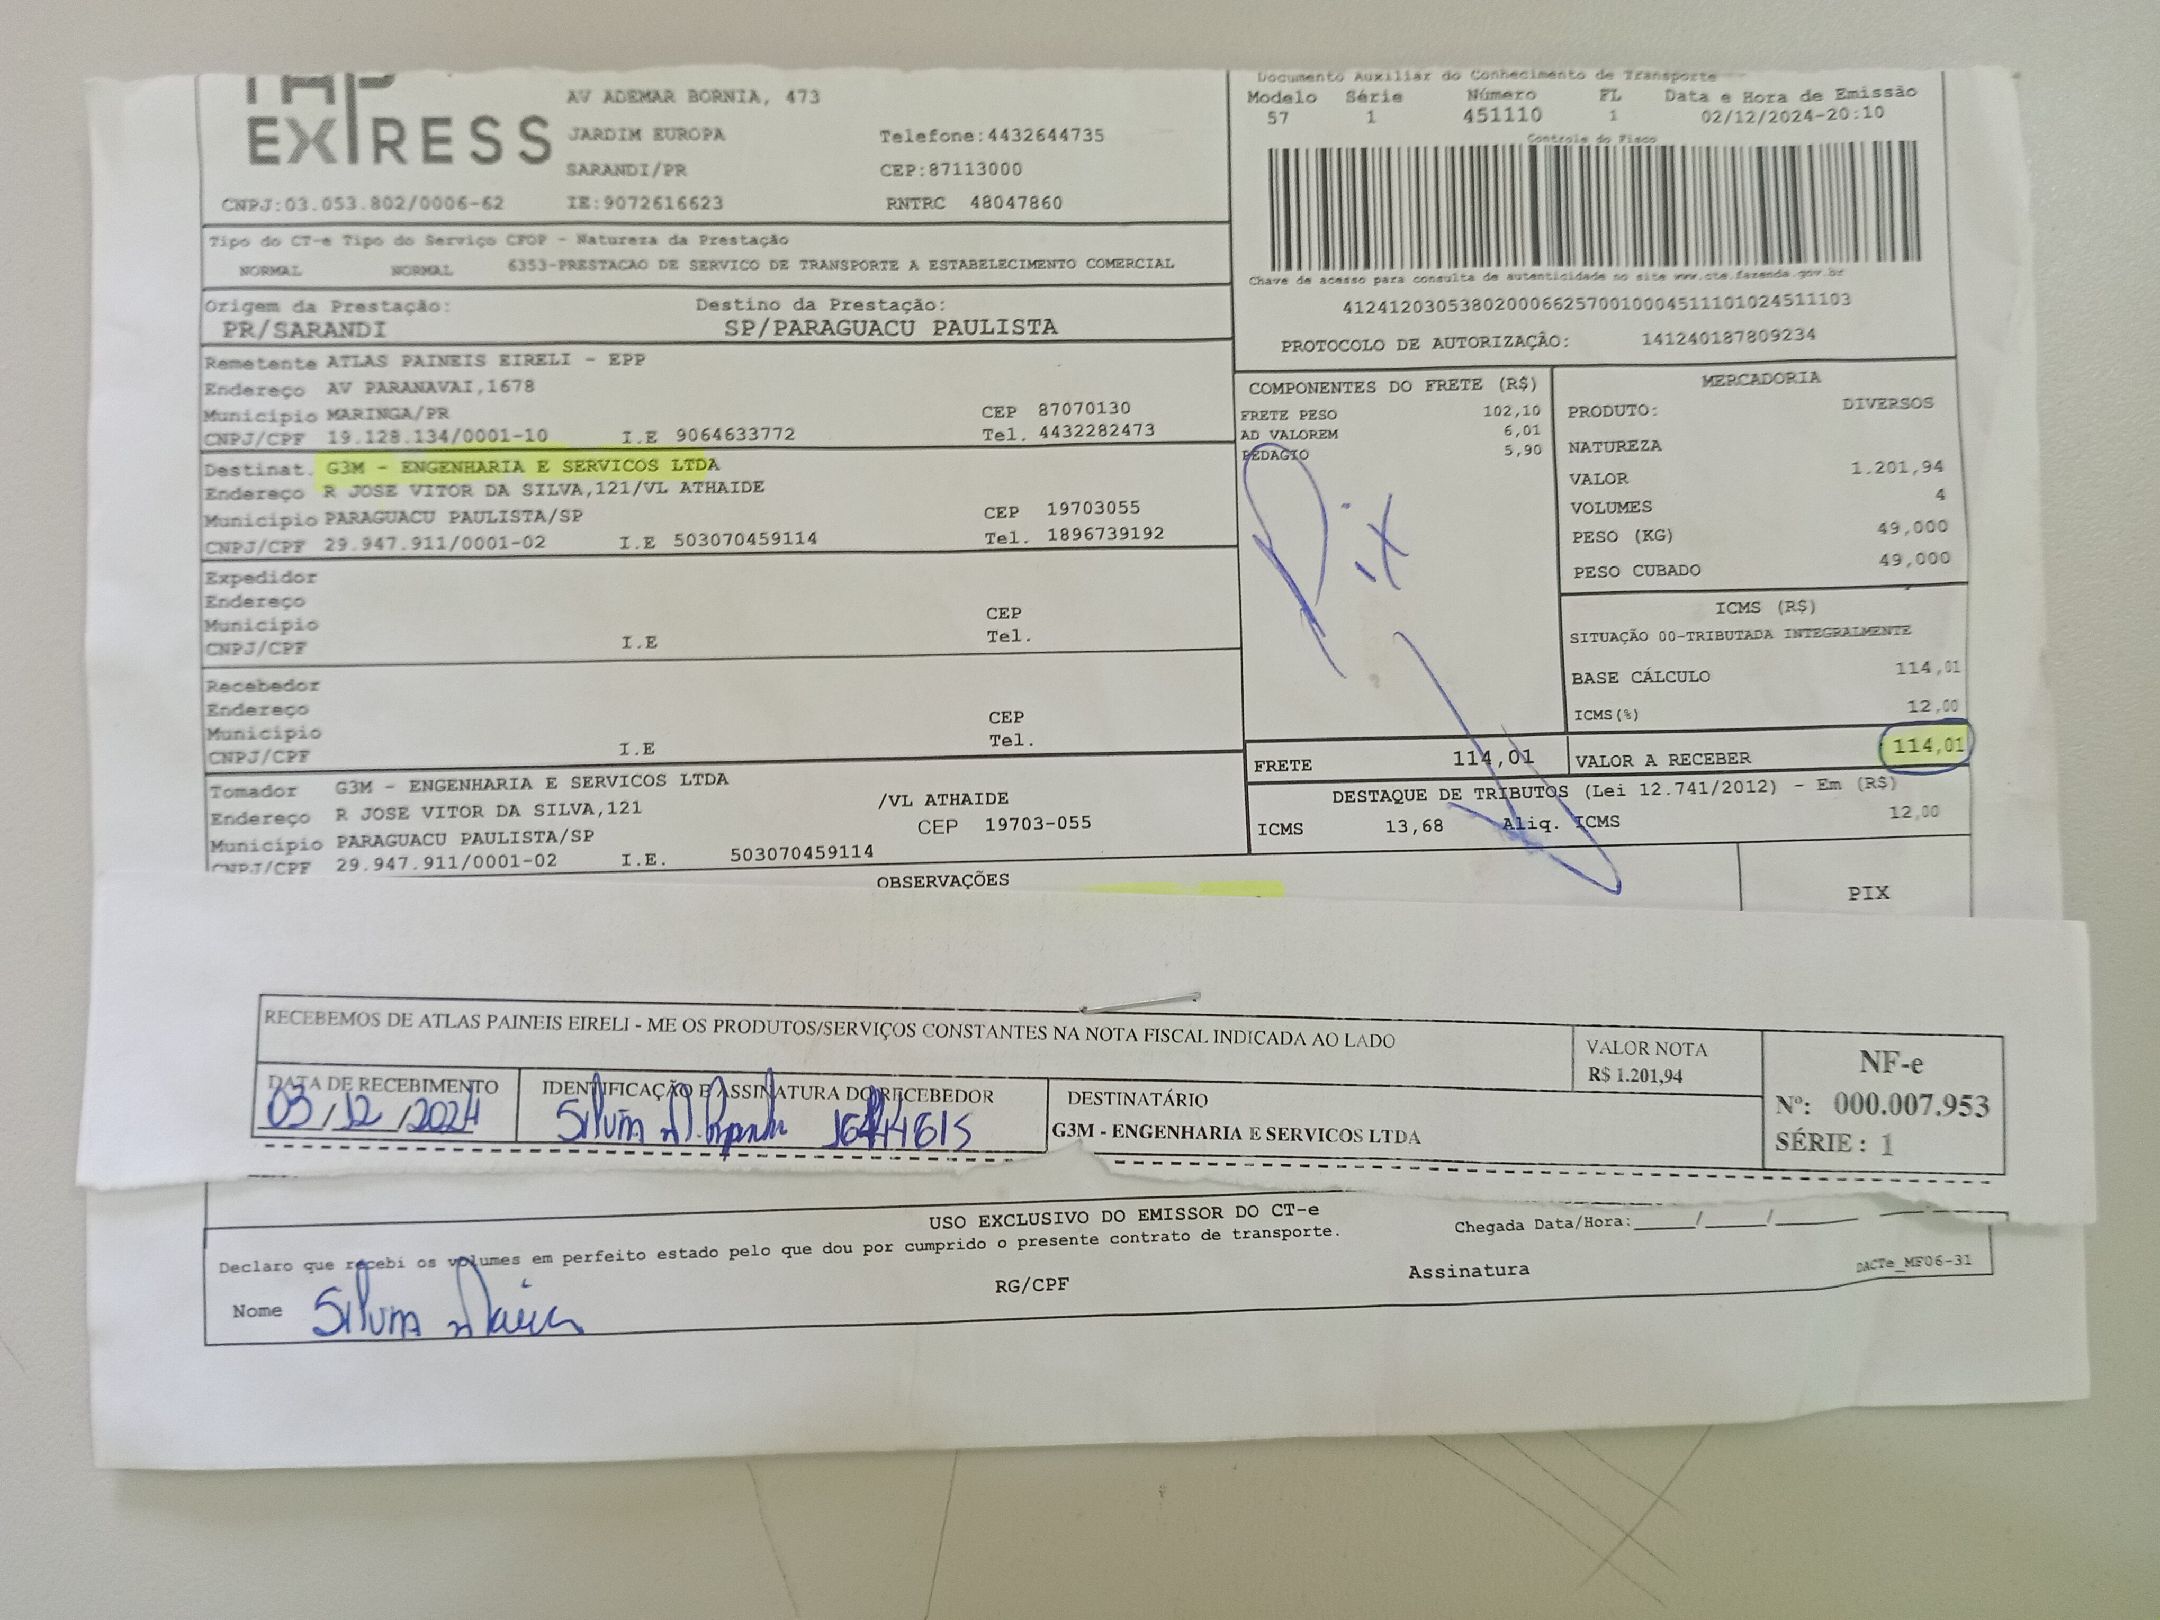 EXPRESS
AV ADEMAR BORNIA, 473
JARDIM EUROPA
Telefone:4432644735
SARANDI/PR
CEP:87113000
CNPJ:03.053.802/0006-62
IE:9072616623
RNTRC 48047860
Documento Auxiliar do Conhecimento de Transporte
Modelo Série Número FL Data e Hora de Emissão
57 1 451110 1 02/12/2024-20:10
Controle do Fisco
Chave de acesso para consulta de autenticidade no site www.cte.fazenda.gov.br
41241203053802000662570010004511101024511103
PROTOCOLO DE AUTORIZAÇÃO: 141240187809234
Tipo do CT-e Tipo do Serviço CFOP - Natureza da Prestação
NORMAL NORMAL 6353-PRESTACAO DE SERVICO DE TRANSPORTE A ESTABELECIMENTO COMERCIAL
Origem da Prestação: Destino da Prestação:
PR/SARANDI SP/PARAGUACU PAULISTA
Remetente ATLAS PAINEIS EIRELI - EPP
Endereço AV PARANAVAI,1678
Município MARINGA/PR CEP 87070130
CNPJ/CPF 19.128.134/0001-10 I.E 9064633772 Tel. 4432282473
Destinat. G3M - ENGENHARIA E SERVICOS LTDA
Endereço R JOSE VITOR DA SILVA,121/VL ATHAIDE
Município PARAGUACU PAULISTA/SP CEP 19703055
CNPJ/CPF 29.947.911/0001-02 I.E 503070459114 Tel. 1896739192
Expedidor
Endereço
Município CEP
CNPJ/CPF I.E Tel.
Recebedor
Endereço
Município CEP
CNPJ/CPF I.E Tel.
Tomador G3M - ENGENHARIA E SERVICOS LTDA
Endereço R JOSE VITOR DA SILVA,121 /VL ATHAIDE
Município PARAGUACU PAULISTA/SP CEP 19703-055
CNPJ/CPF 29.947.911/0001-02 I.E. 503070459114
COMPONENTES DO FRETE (R$)
FRETE PESO 102,10
AD VALOREM 6,01
PEDAGIO 5,90
Pix
MERCADORIA
PRODUTO: DIVERSOS
NATUREZA
VALOR 1.201,94
VOLUMES 4
PESO (KG) 49,000
PESO CUBADO 49,000
ICMS (R$)
SITUAÇÃO 00-TRIBUTADA INTEGRALMENTE
BASE CÁLCULO 114,01
ICMS(%) 12,00
FRETE 114,01 VALOR A RECEBER 114,01
DESTAQUE DE TRIBUTOS (Lei 12.741/2012) - Em (R$)
ICMS 13,68 Aliq. ICMS 12,00
OBSERVAÇÕES
PIX
RECEBEMOS DE ATLAS PAINEIS EIRELI - ME OS PRODUTOS/SERVIÇOS CONSTANTES NA NOTA FISCAL INDICADA AO LADO
VALOR NOTA
R$ 1.201,94
NF-e
Nº: 000.007.953
SÉRIE: 1
DATA DE RECEBIMENTO
03/12/2024
IDENTIFICAÇÃO E ASSINATURA DO RECEBEDOR
DESTINATÁRIO
G3M - ENGENHARIA E SERVICOS LTDA
USO EXCLUSIVO DO EMISSOR DO CT-e
Declaro que recebi os volumes em perfeito estado pelo que dou por cumprido o presente contrato de transporte.
Chegada Data/Hora:____/____/____
Nome RG/CPF Assinatura
DACTe_MF06-31